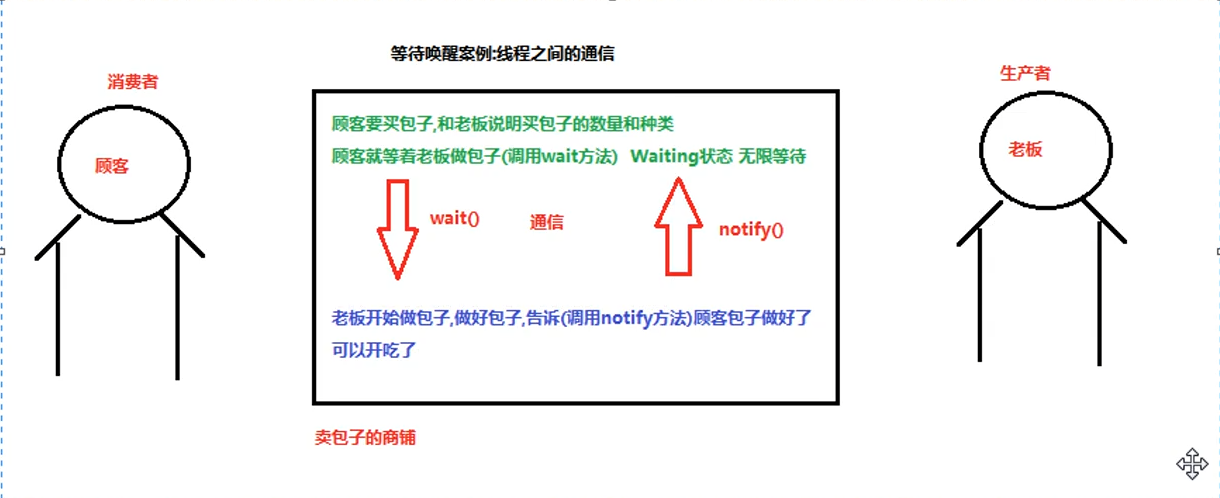 等待唤醒案例:线程之间的通信
消费者
生产者
顾客
老板
顾客要买包子,和老板说明买包子的数量和种类
顾客就等着老板做包子(调用wait方法) Waiting状态 无限等待
wait()
通信
notify()
老板开始做包子,做好包子,告诉(调用notify方法)顾客包子做好了
可以开吃了
卖包子的商铺